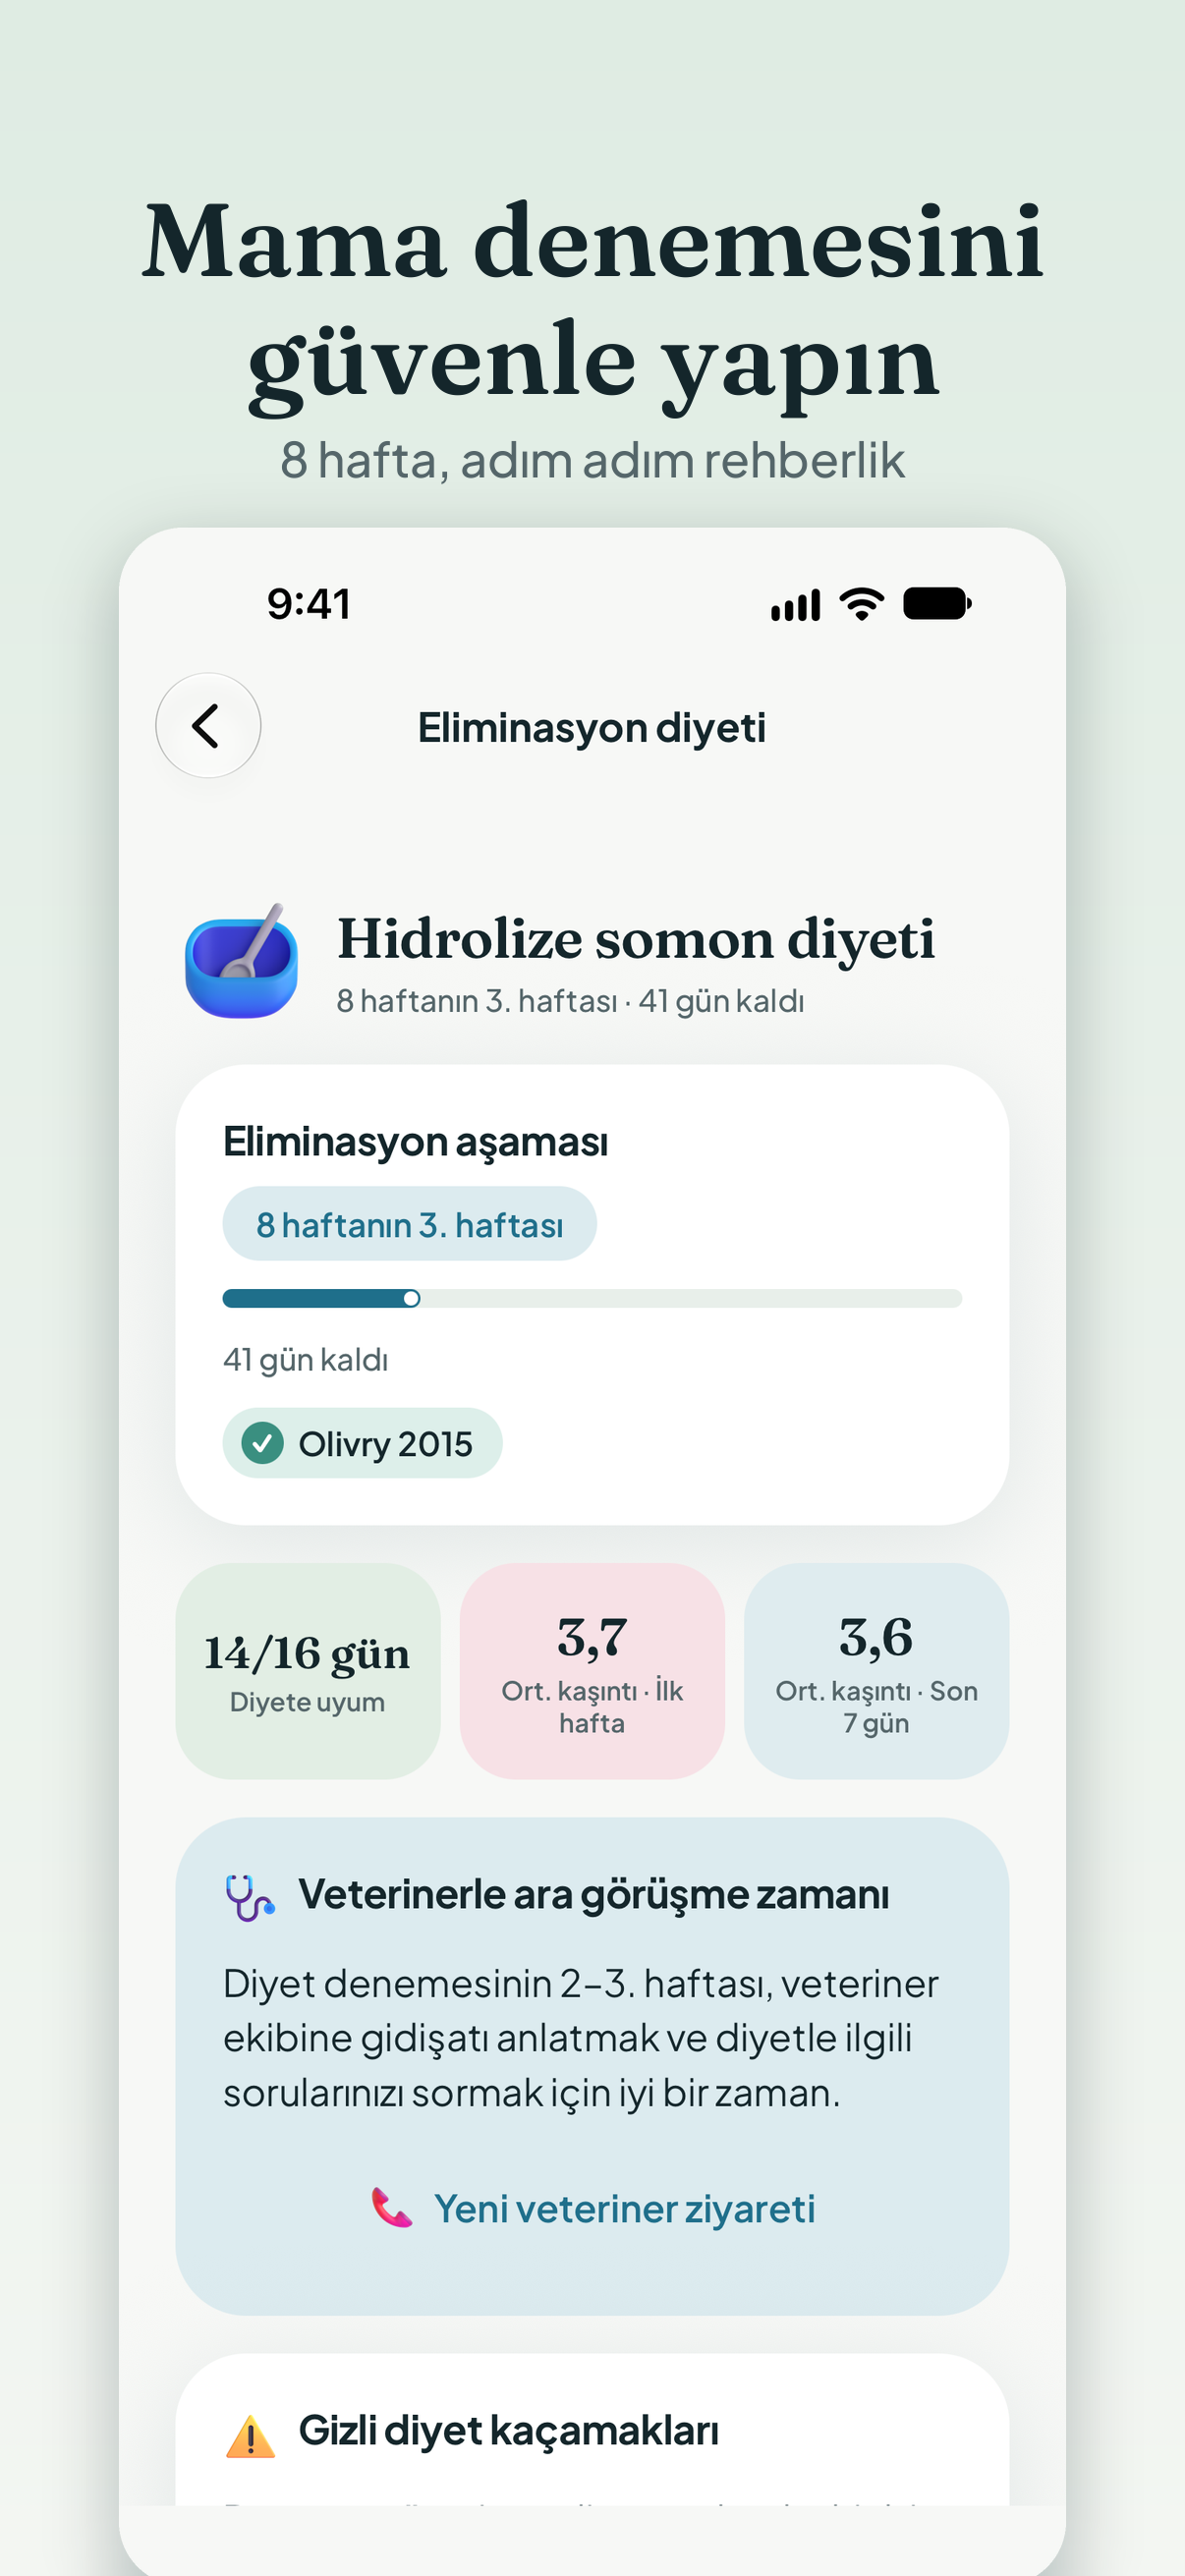 Mama denemesini
güvenle yapın
8 hafta, adım adım rehberlik
9:41
Eliminasyon diyeti
Hidrolize somon diyeti
8 haftanın 3. haftası · 41 gün kaldı
Eliminasyon aşaması
8 haftanın 3. haftası
41 gün kaldı
Olivry 2015
14/16 gün
Diyete uyum
3,7
Ort. kaşıntı · İlk
hafta
3,6
Ort. kaşıntı · Son
7 gün
Veterinerle ara görüşme zamanı
Diyet denemesinin 2–3. haftası, veteriner
ekibine gidişatı anlatmak ve diyetle ilgili
sorularınızı sormak için iyi bir zaman.
Yeni veteriner ziyareti
Gizli diyet kaçamakları